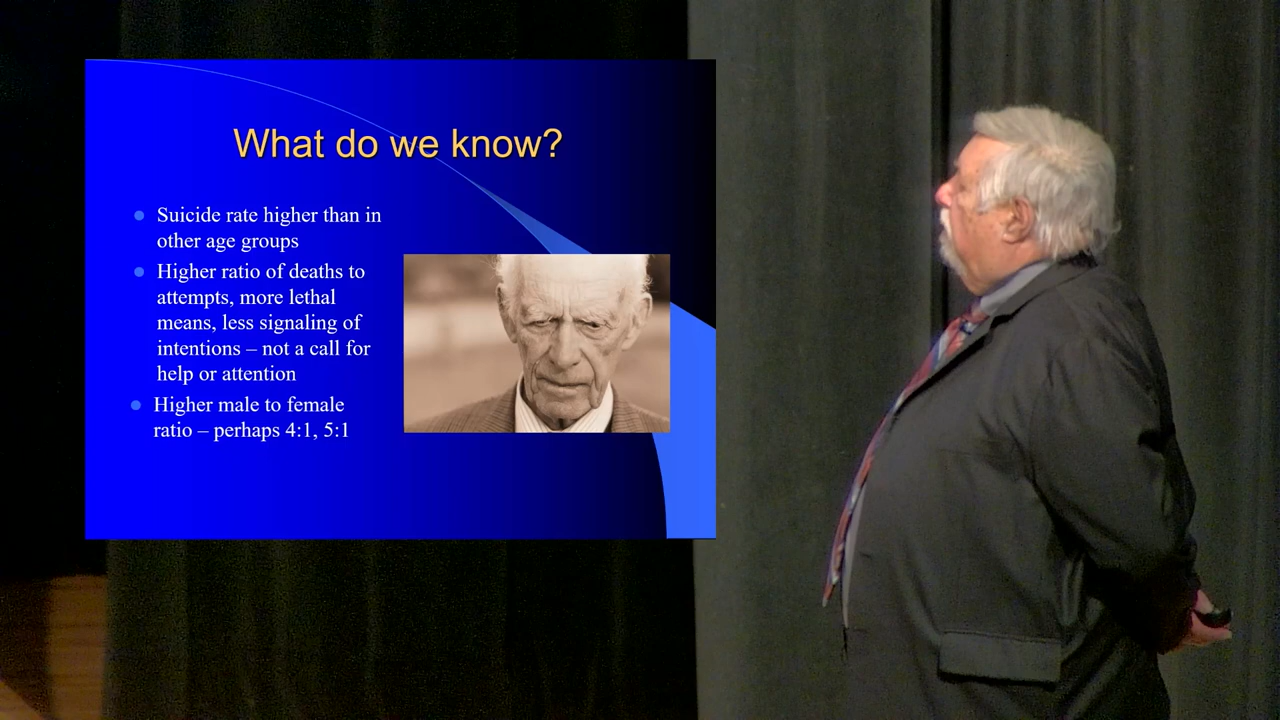 What do we know?
Suicide rate higher than in
other age groups
Higher ratio of deaths to
attempts, more lethal
means, less signaling of
intentions – not a call for
help or attention
Higher male to female
ratio – perhaps 4:1, 5:1